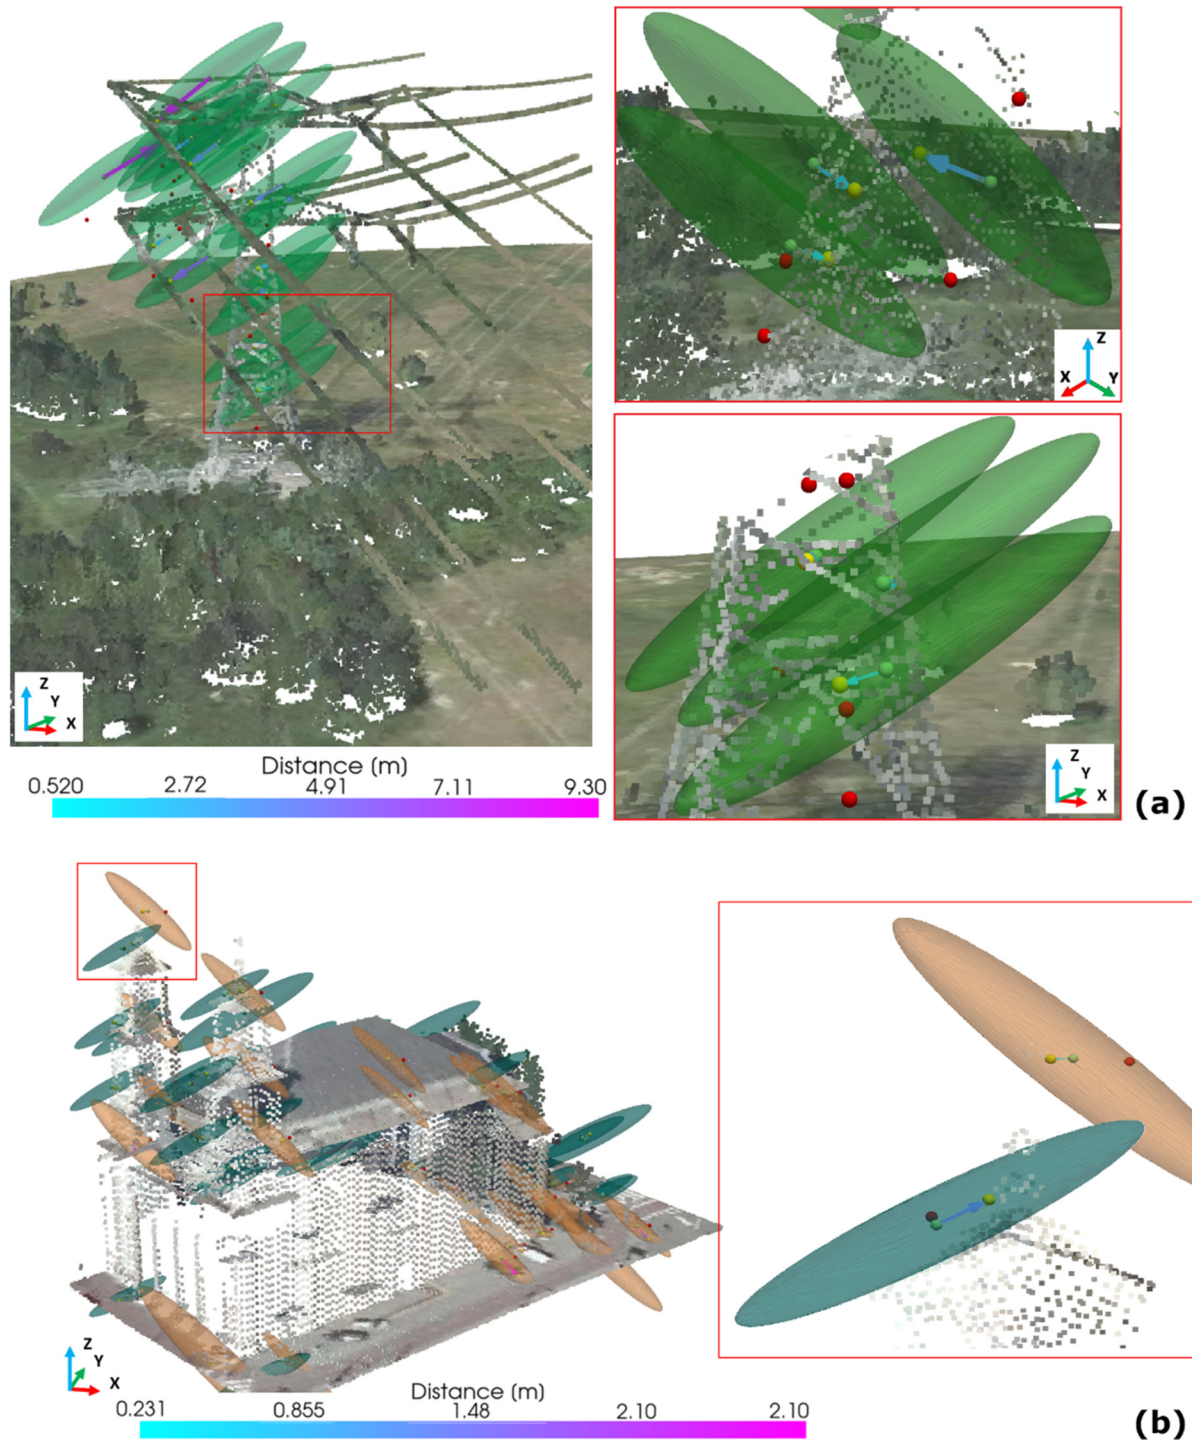 Z
Y
X
Z
X
Y
Z
Y
X
Distance (m)
0.520 2.72 4.91 7.11 9.30
(a)
Z
Y
X
Distance (m)
0.231 0.855 1.48 2.10 2.10
(b)